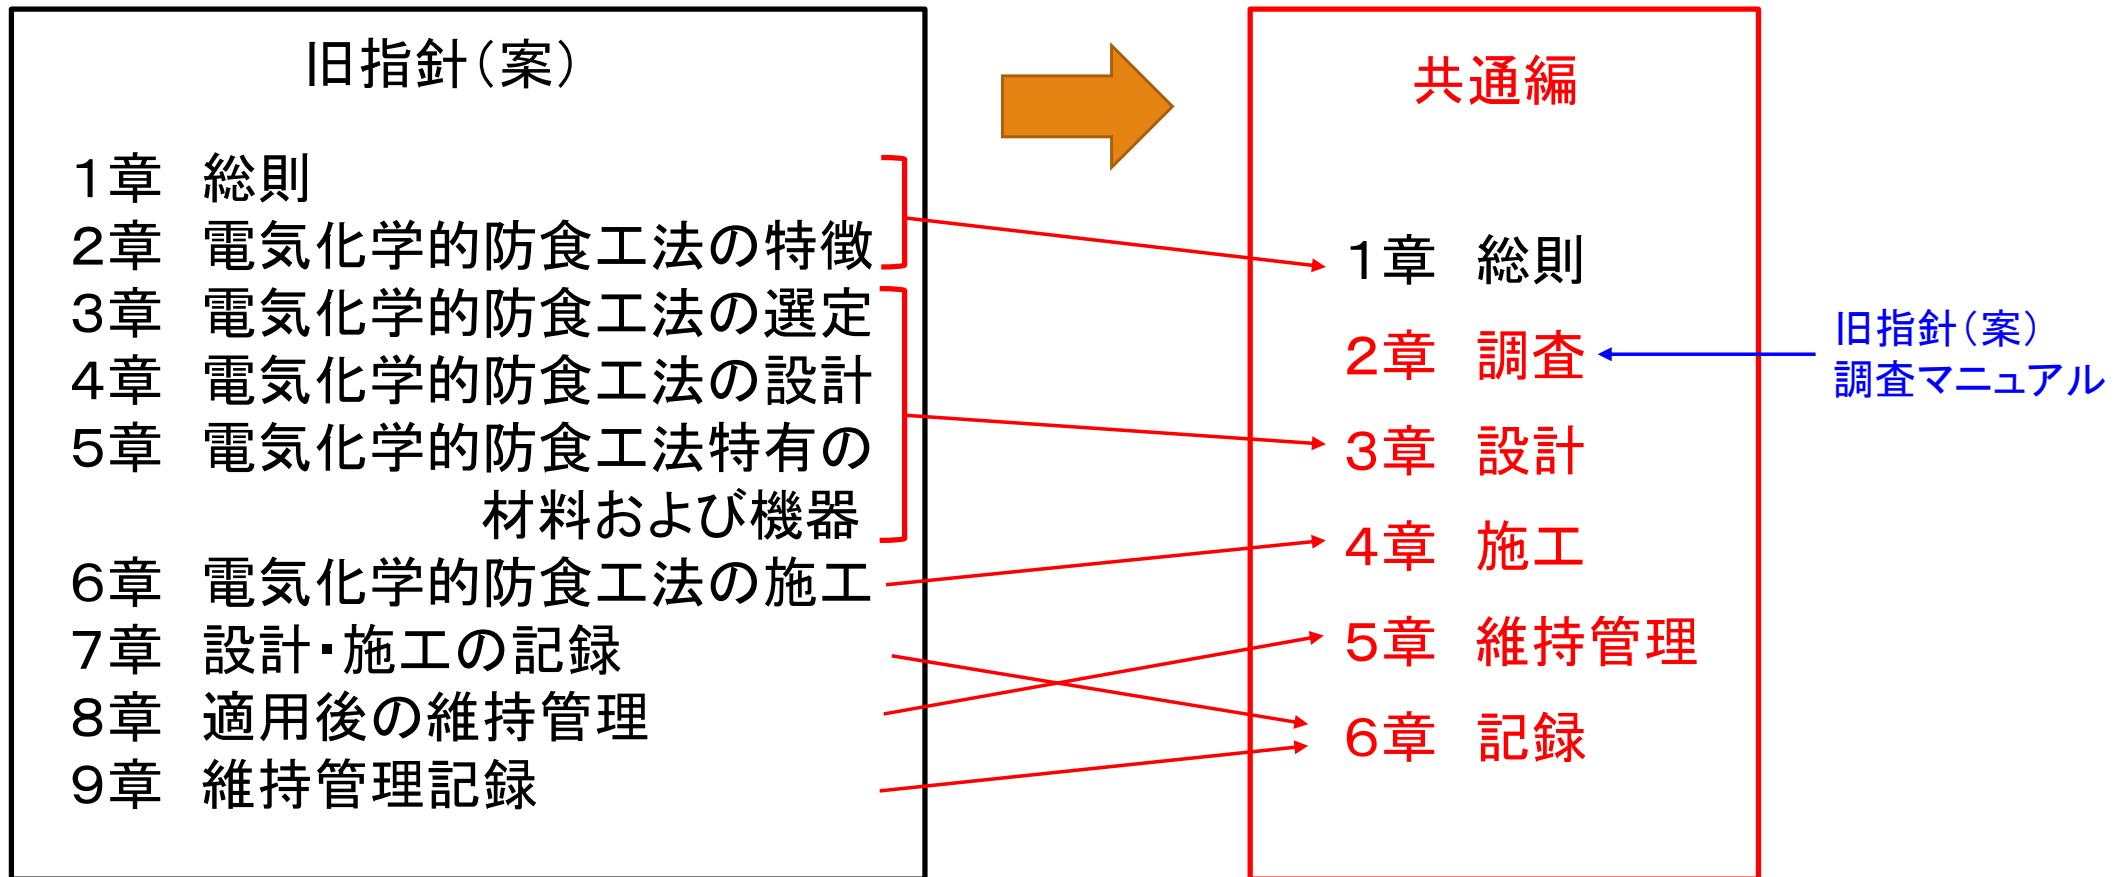 旧指針（案）
１章　総則
２章　電気化学的防食工法の特徴
３章　電気化学的防食工法の選定
４章　電気化学的防食工法の設計
５章　電気化学的防食工法特有の
材料および機器
６章　電気化学的防食工法の施工
７章　設計・施工の記録
８章　適用後の維持管理
９章　維持管理記録
共通編
１章　総則
２章　調査
３章　設計
４章　施工
５章　維持管理
６章　記録
旧指針（案）
調査マニュアル